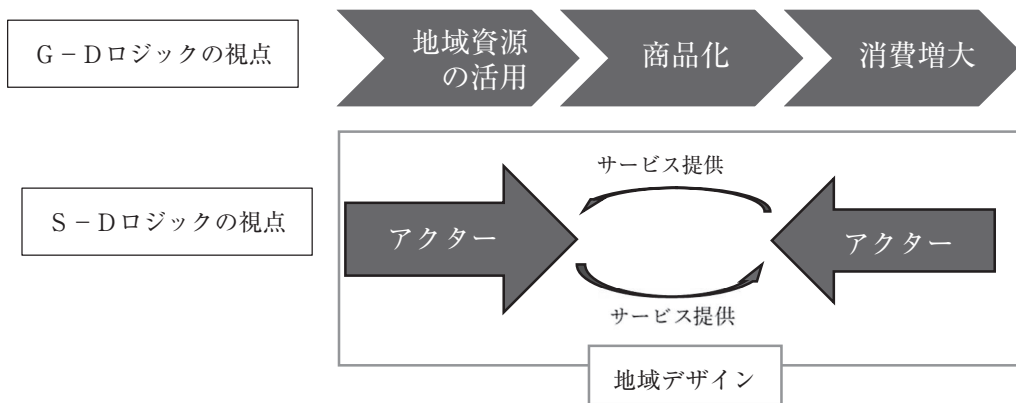 G－Dロジックの視点
地域資源
の活用
商品化
消費増大
S－Dロジックの視点
サービス提供
アクター
アクター
サービス提供
地域デザイン